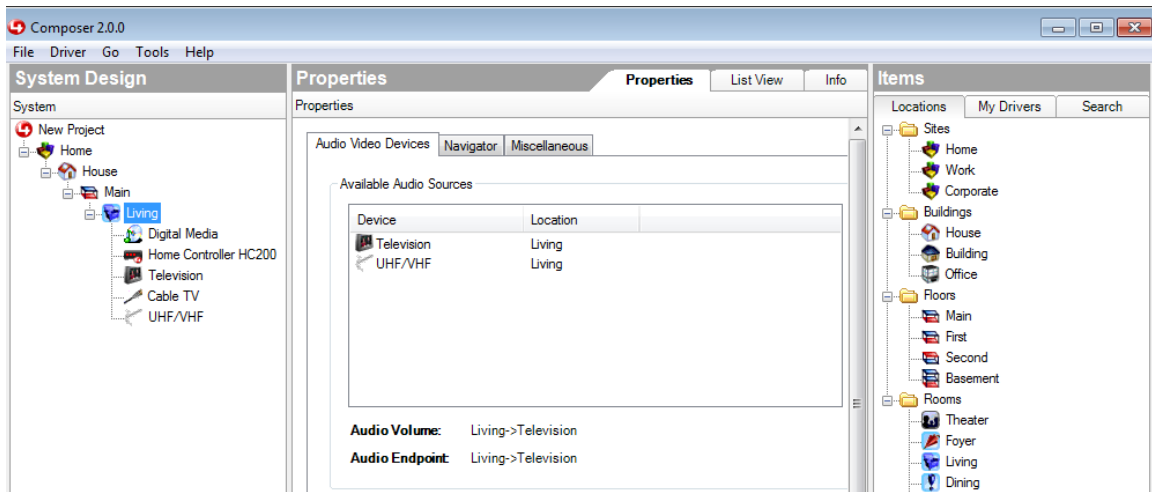 Composer 2.0.0
File Driver Go Tools Help
System Design
System
New Project
Home
House
Main
Living
Digital Media
Home Controller HC200
Television
Cable TV
UHF/VHF
Properties
Properties List View Info
Properties
Audio Video Devices Navigator Miscellaneous
Available Audio Sources
Device Location
Television Living
UHF/VHF Living
Audio Volume: Living->Television
Audio Endpoint: Living->Television
Items
Locations My Drivers Search
Sites
Home
Work
Corporate
Buildings
House
Building
Office
Floors
Main
First
Second
Basement
Rooms
Theater
Foyer
Living
Dining